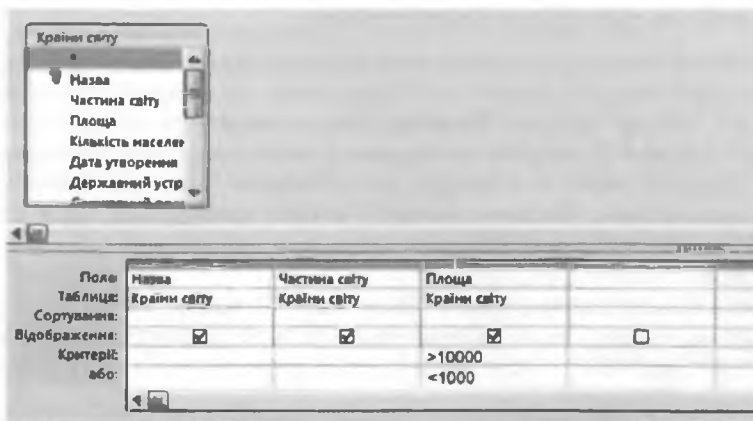 Країни світу
*
Назва
Частина світу
Площа
Кількість населен
Дата утворення
Державний устр
Поле: Назва Частина світу Площа
Таблиця: Країни світу Країни світу Країни світу
Сортування:
Відображення:
Критерії: >10000
або: <1000